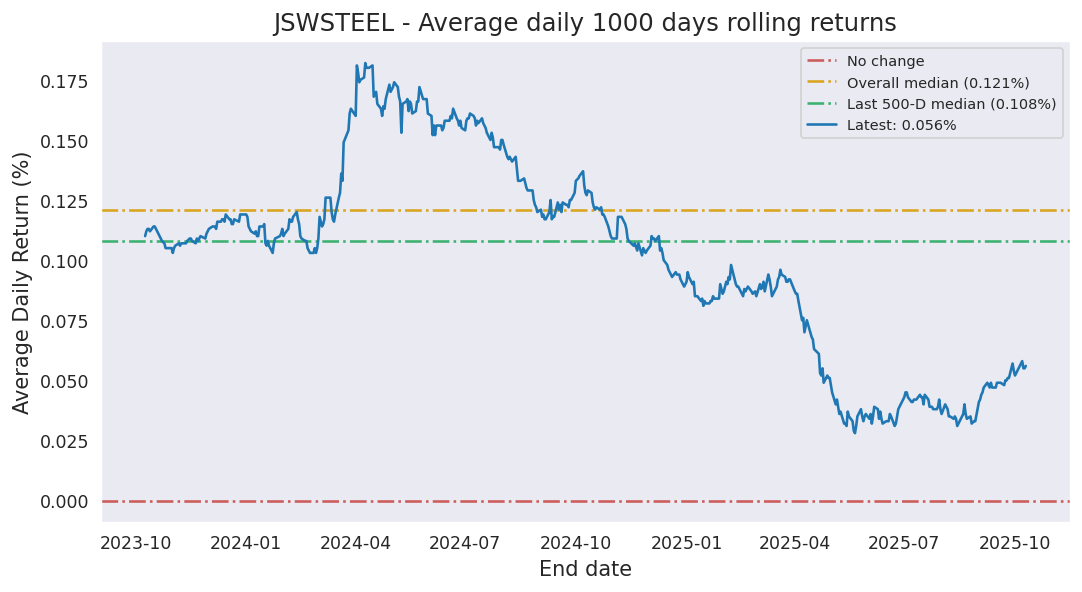 JSWSTEEL - Average daily 1000 days rolling returns
No change
Overall median (0.121%)
Last 500-D median (0.108%)
Latest: 0.056%
Average Daily Return (%)
0.175
0.150
0.125
0.100
0.075
0.050
0.025
0.000
2023-10 2024-01 2024-04 2024-07 2024-10 2025-01 2025-04 2025-07 2025-10
End date